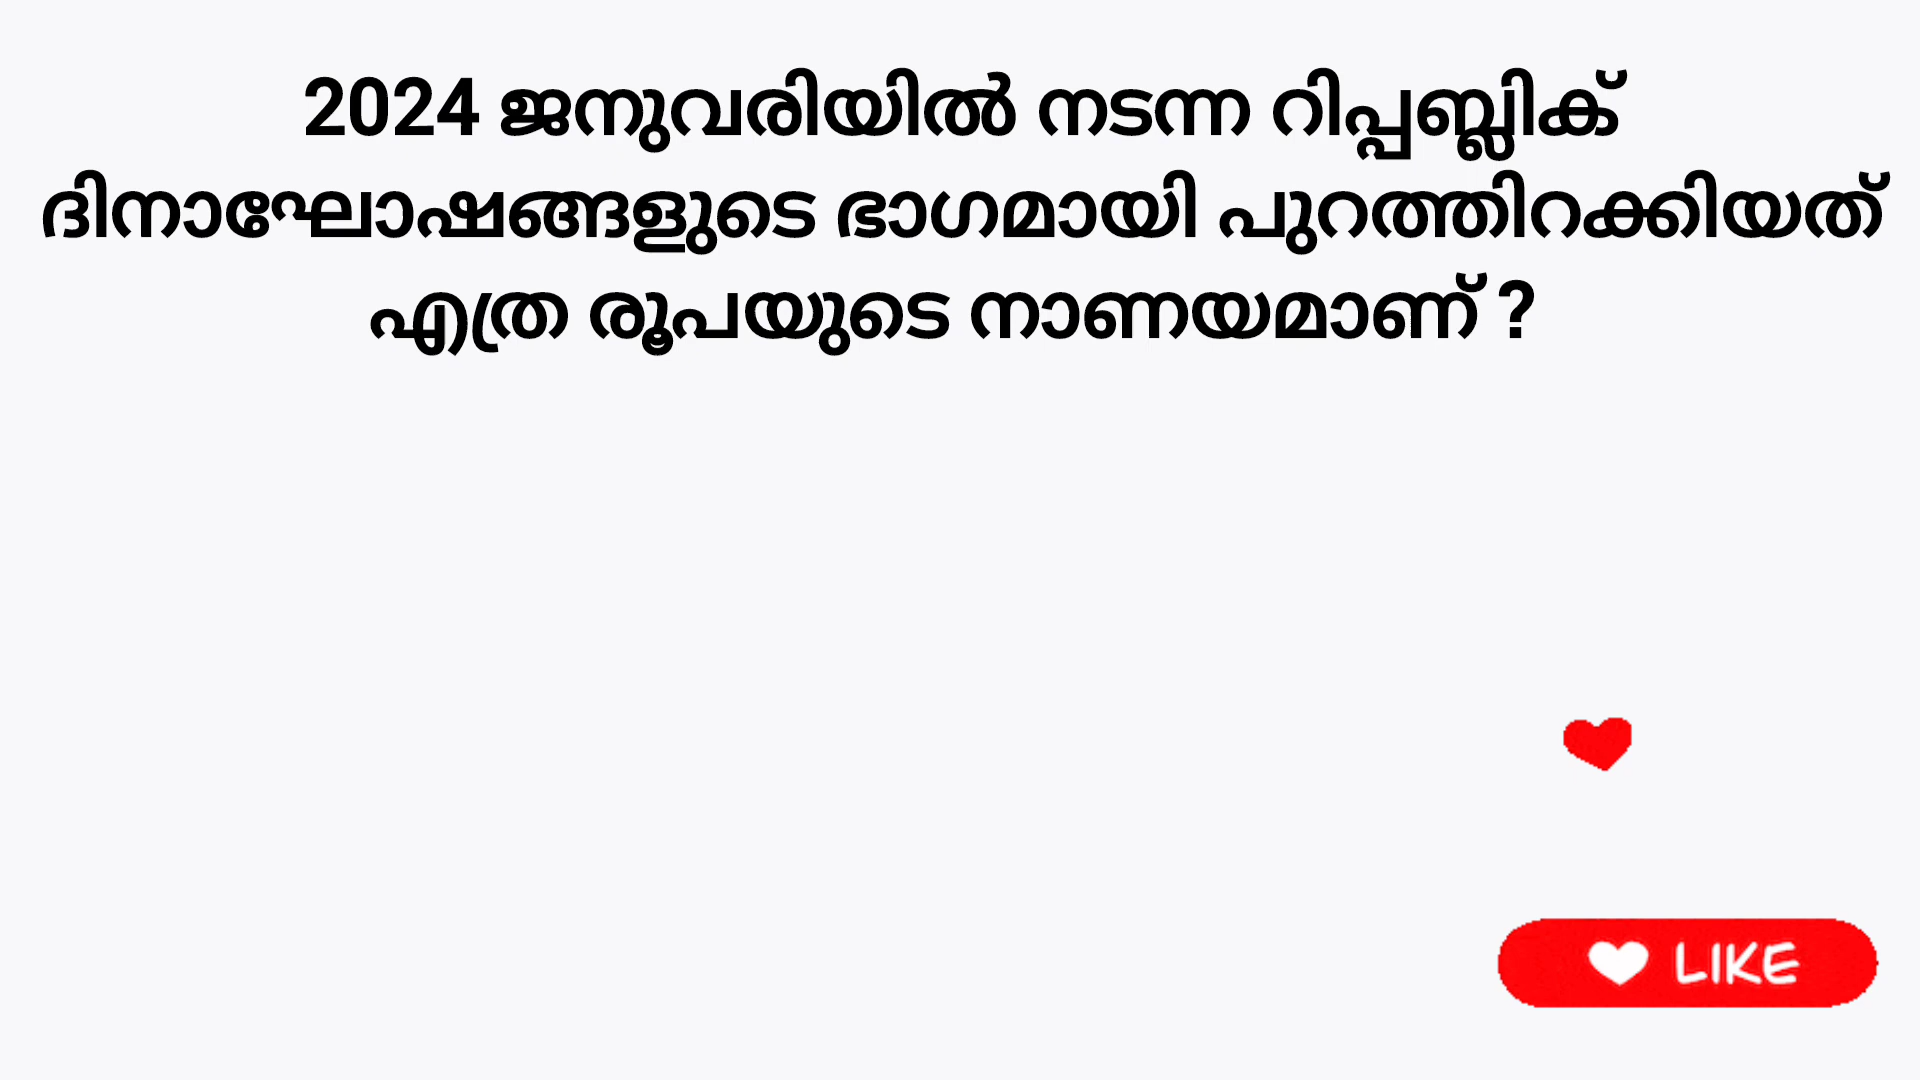 2024 ജനുവരിയിൽ നടന്ന റിപ്പബ്ലിക്
ദിനാഘോഷങ്ങളുടെ ഭാഗമായി പുറത്തിറക്കിയത്
എത്ര രൂപയുടെ നാണയമാണ് ?
LIKE